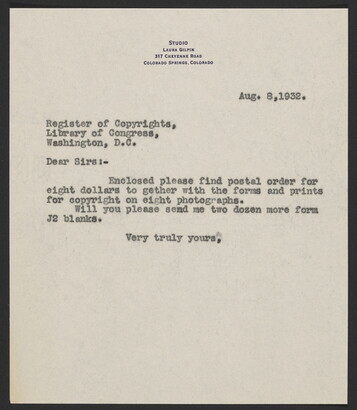 STUDIO
LAURA GILPIN
317 CHEYENNE ROAD
COLORADO SPRINGS, COLORADO
Aug. 8,1932.
Register of Copyrights,
Library of Congress,
Washington, D.C.
Dear Sirs:-
Enclosed please find postal order for
eight dollars to gether with the forms and prints
for copyright on eight photographs.
Will you please send me two dozen more form
J2 blanks.
Very truly yours,